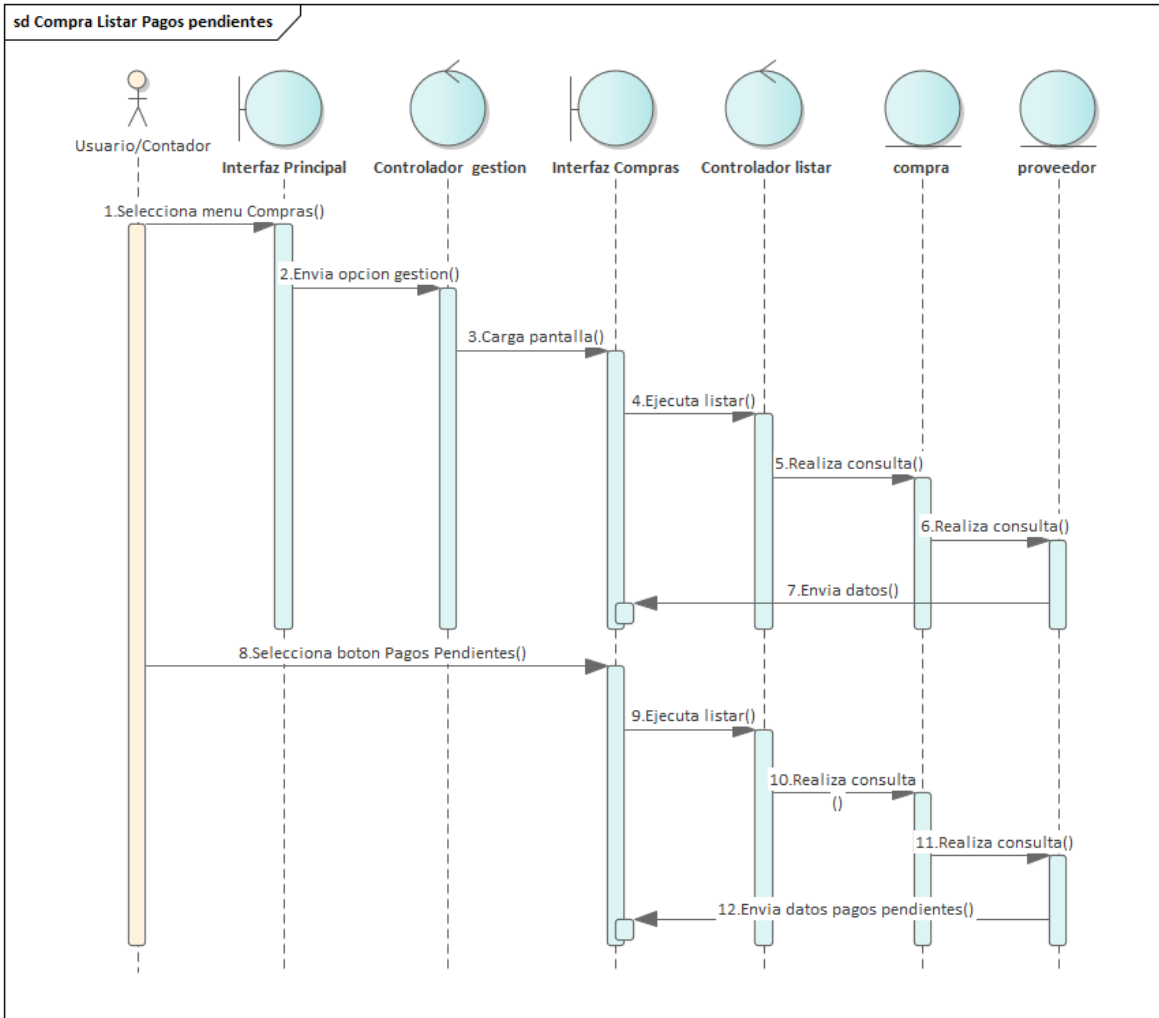 sd Compra Listar Pagos pendientes
Usuario/Contador
Interfaz Principal
Controlador  gestion
Interfaz Compras
Controlador listar
compra
proveedor
1.Selecciona menu Compras()
2.Envia opcion gestion()
3.Carga pantalla()
4.Ejecuta listar()
5.Realiza consulta()
6.Realiza consulta()
7.Envia datos()
8.Selecciona boton Pagos Pendientes()
9.Ejecuta listar()
10.Realiza consulta
()
11.Realiza consulta()
12.Envia datos pagos pendientes()